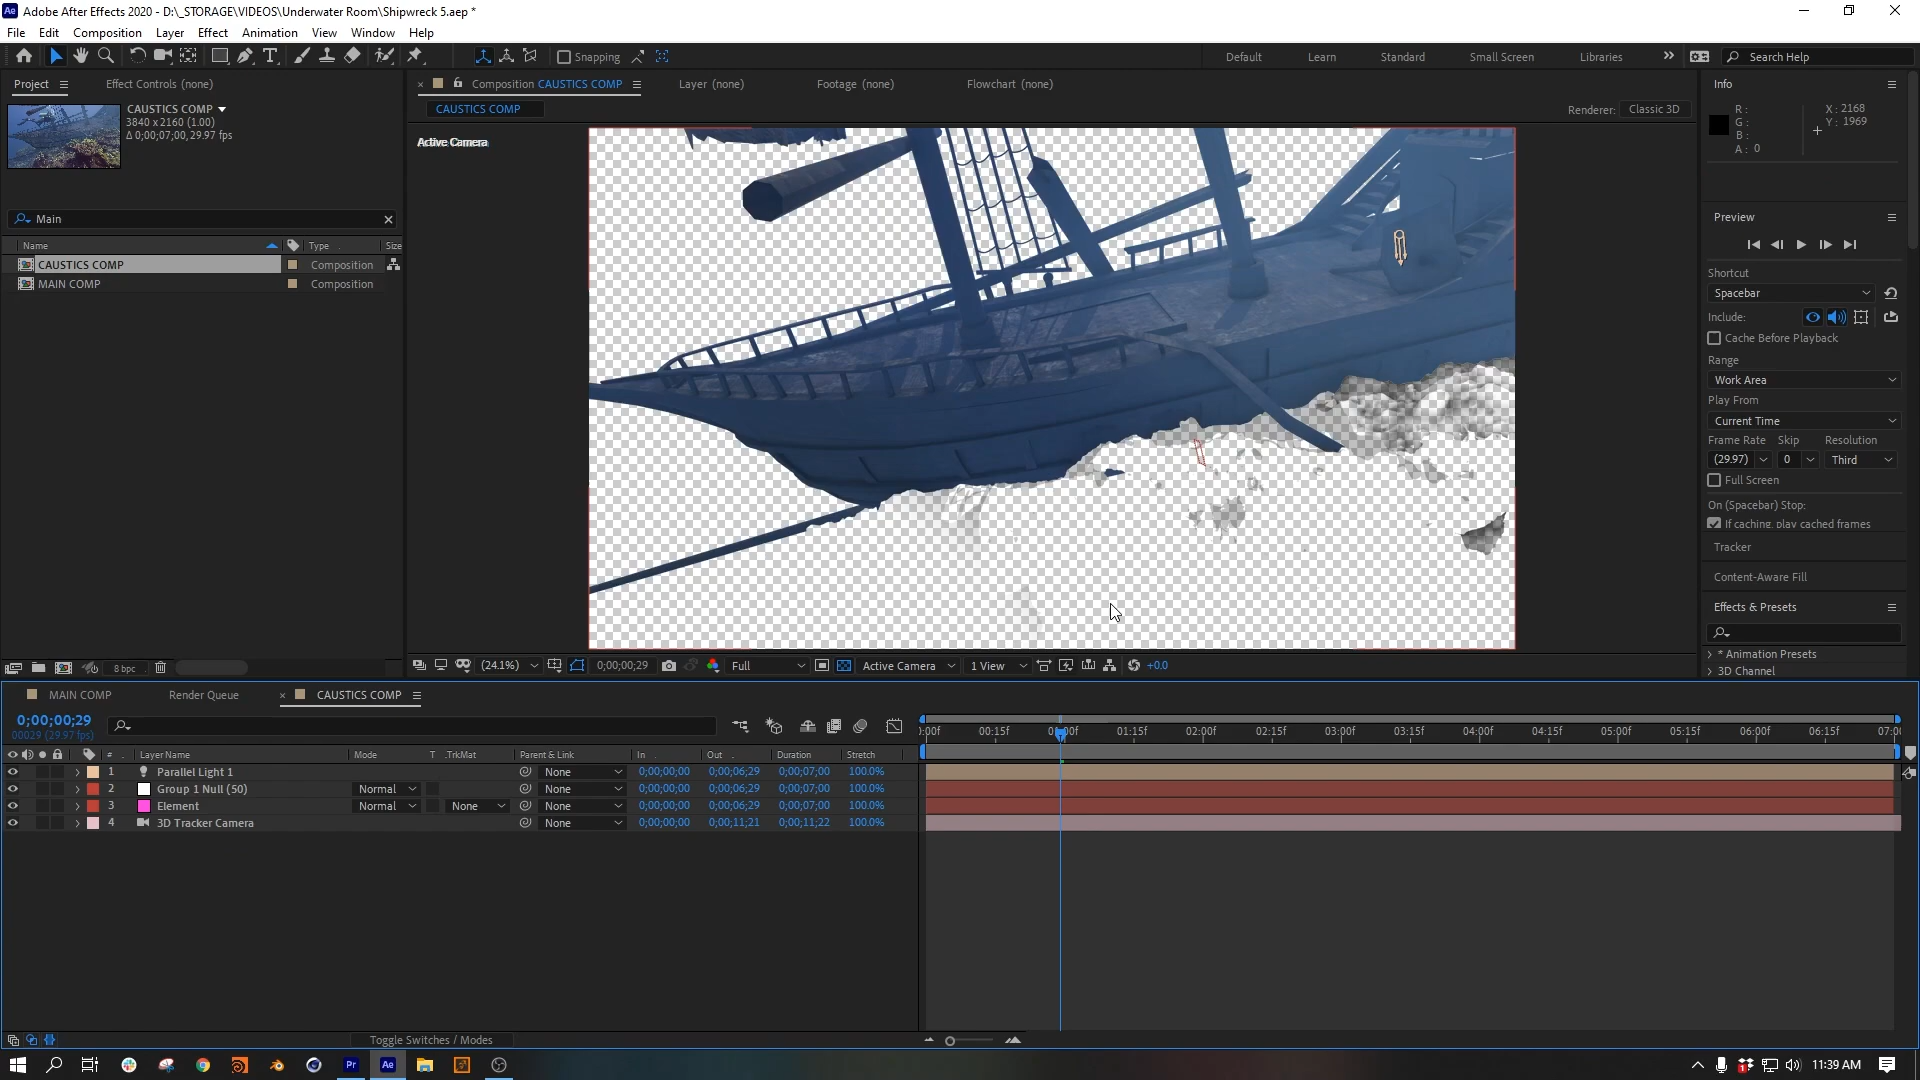 Adobe After Effects 2020 - D:\_STORAGE\VIDEOS\Underwater Room\Shipwreck 5.aep *
File Edit Composition Layer Effect Animation View Window Help
Snapping Default Learn Standard Small Screen Libraries Search Help
Project Effect Controls (none) Composition CAUSTICS COMP Layer (none) Footage (none) Flowchart (none) Info
CAUSTICS COMP
3840 x 2160 (1.00)
Δ 0;00;07;00, 29.97 fps
CAUSTICS COMP Renderer: Classic 3D
R : X : 2168
G : Y : 1969
B :
A : 0
Active Camera
Main
Name Type Size
CAUSTICS COMP Composition
MAIN COMP Composition
Preview
Shortcut
Spacebar
Include:
Cache Before Playback
Range
Work Area
Play From
Current Time
Frame Rate Skip Resolution
(29.97) 0 Third
Full Screen
On (Spacebar) Stop:
If caching, play cached frames
Tracker
Content-Aware Fill
Effects & Presets
* Animation Presets
3D Channel
8 bpc (24.1%) 0;00;00;29 Full Active Camera 1 View +0.0
MAIN COMP Render Queue CAUSTICS COMP
0;00;00;29
00029 (29.97 fps)
:00f 00:15f 01:00f 01:15f 02:00f 02:15f 03:00f 03:15f 04:00f 04:15f 05:00f 05:15f 06:00f 06:15f 07:00
# Layer Name Mode T .TrkMat Parent & Link In Out Duration Stretch
1 Parallel Light 1 None 0;00;00;00 0;00;06;29 0;00;07;00 100.0%
2 Group 1 Null (50) Normal None 0;00;00;00 0;00;06;29 0;00;07;00 100.0%
3 Element Normal None None 0;00;00;00 0;00;06;29 0;00;07;00 100.0%
4 3D Tracker Camera None 0;00;00;00 0;00;11;21 0;00;11;22 100.0%
Toggle Switches / Modes
Pr Ae 1 11:39 AM